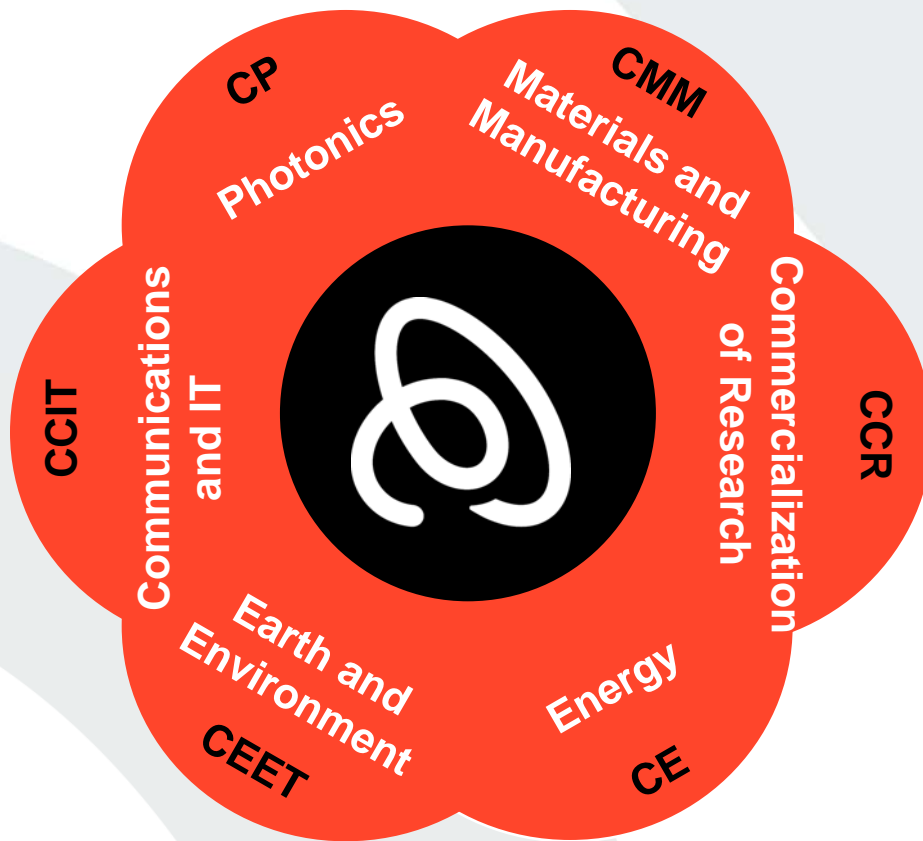 CP
Photonics
CMM
Materials and
Manufacturing
CCR
Commercialization
of Research
CE
Energy
CEET
Earth and
Environment
CCIT
Communications
and IT